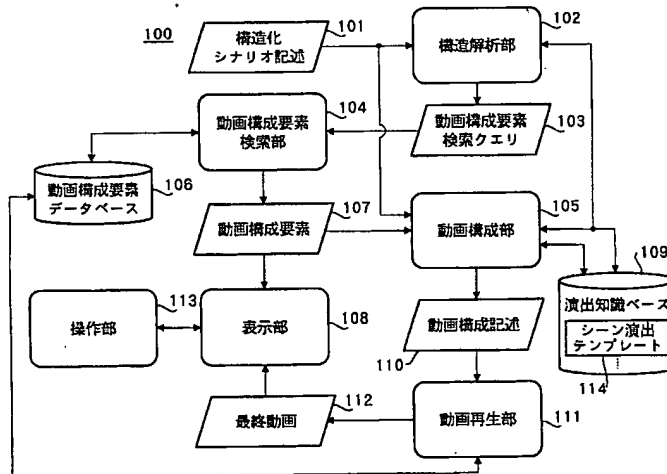 100
101
構造化
シナリオ記述
102
構造解析部
104
動画構成要素
検索部
動画構成要素
検索クエリ
103
動画構成要素
データベース
106
107
動画構成要素
105
動画構成部
109
演出知識ベース
シーン演出
テンプレート
114
113
操作部
表示部
108
動画構成記述
110
112
最終動画
動画再生部
111